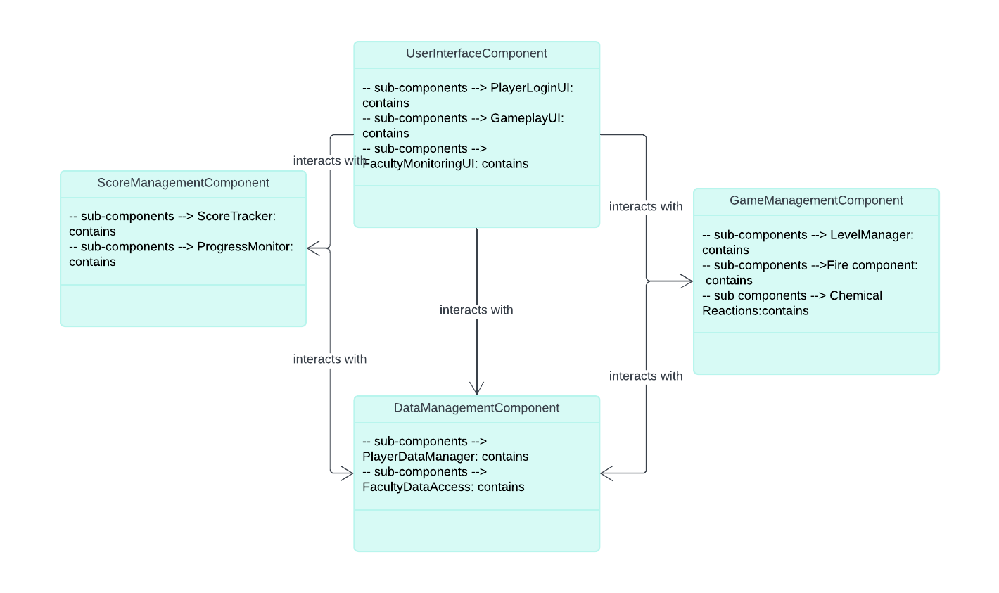 UserInterfaceComponent
-- sub-components --> PlayerLoginUI:
contains
-- sub-components --> GameplayUI:
contains
-- sub-components -->
FacultyMonitoringUI: contains
interacts with
ScoreManagementComponent
-- sub-components --> ScoreTracker:
contains
-- sub-components --> ProgressMonitor:
contains
interacts with
GameManagementComponent
-- sub-components --> LevelManager:
contains
-- sub-components -->Fire component:
contains
-- sub components --> Chemical
Reactions:contains
interacts with
interacts with
interacts with
DataManagementComponent
-- sub-components -->
PlayerDataManager: contains
-- sub-components -->
FacultyDataAccess: contains